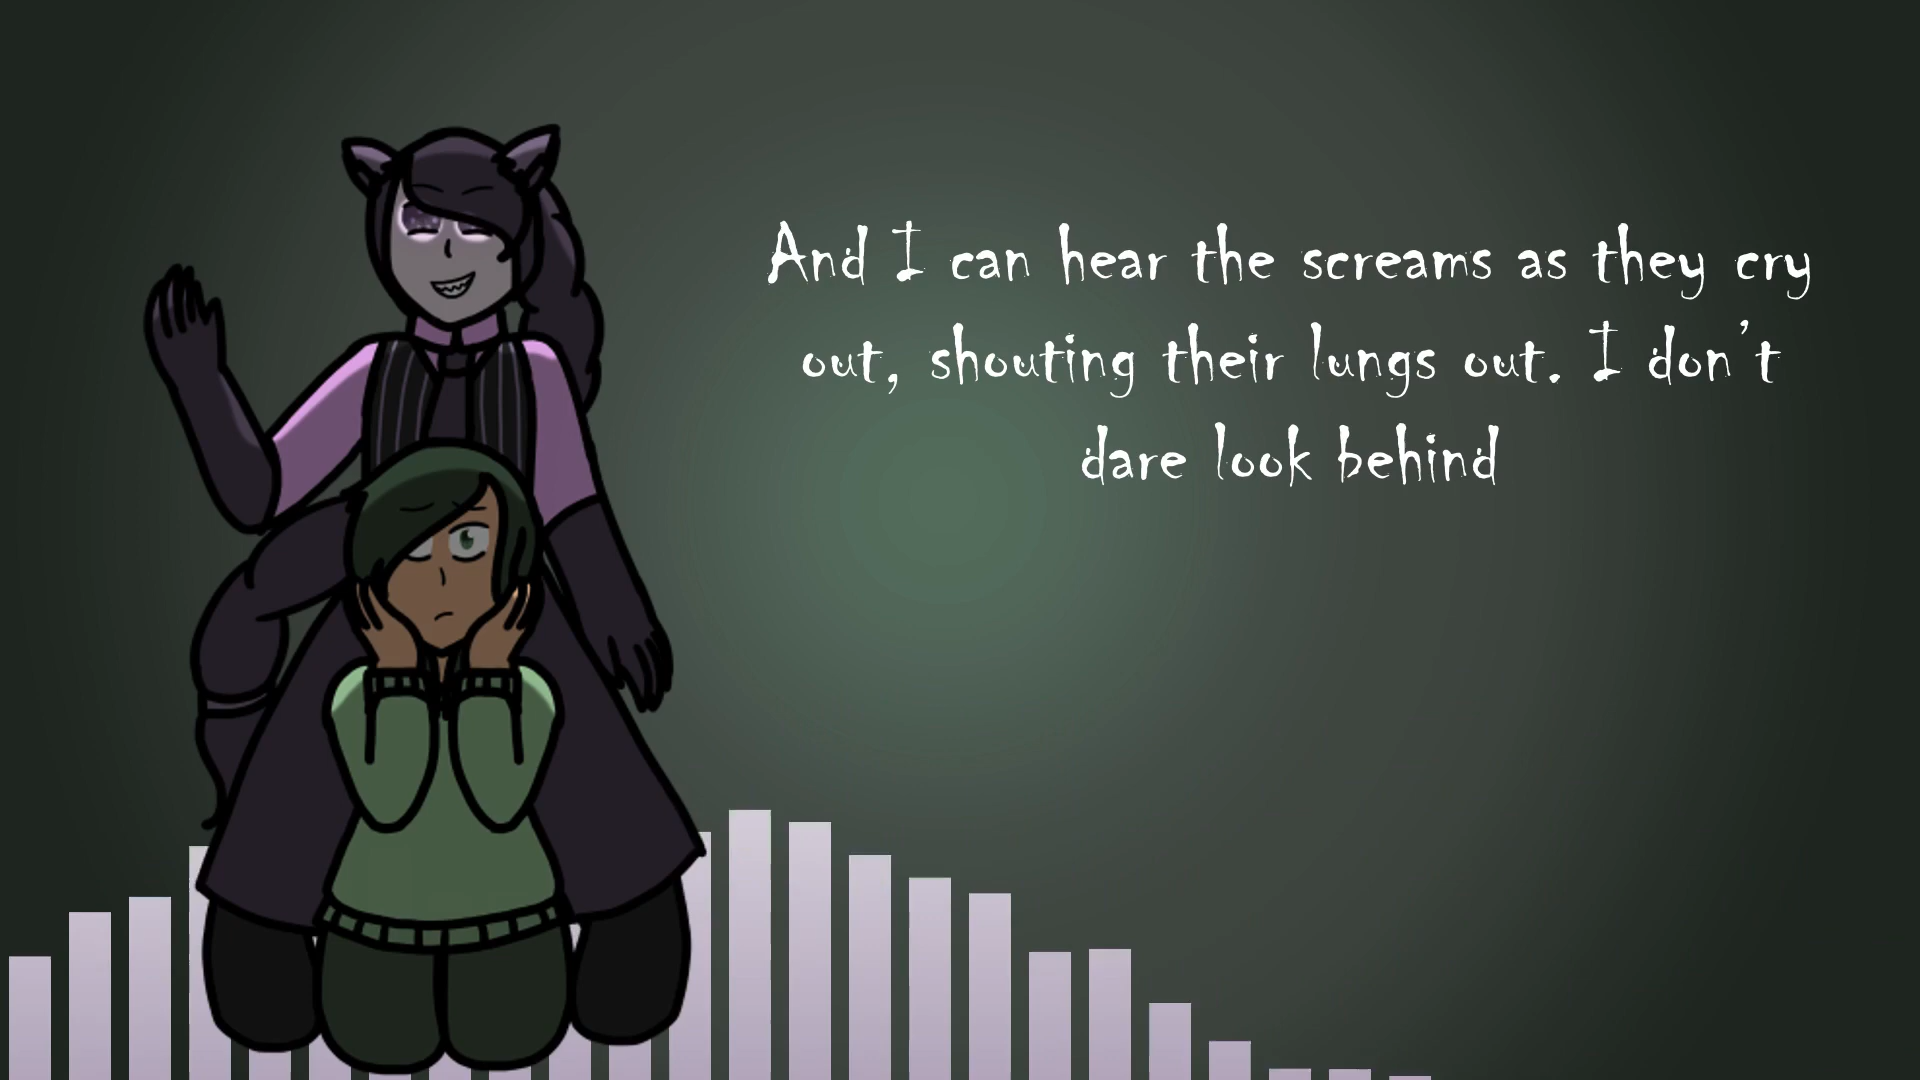 And I can hear the screams as they cry
out, shouting their lungs out. I don't
dare look behind